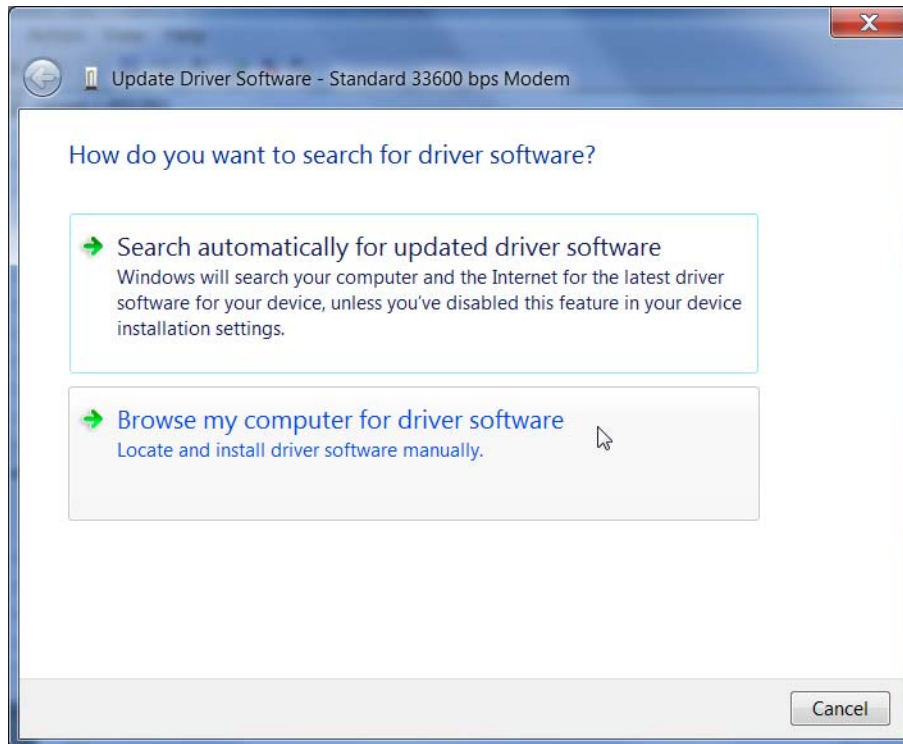 Update Driver Software - Standard 33600 bps Modem
How do you want to search for driver software?
Search automatically for updated driver software
Windows will search your computer and the Internet for the latest driver
software for your device, unless you've disabled this feature in your device
installation settings.
Browse my computer for driver software
Locate and install driver software manually.
Cancel